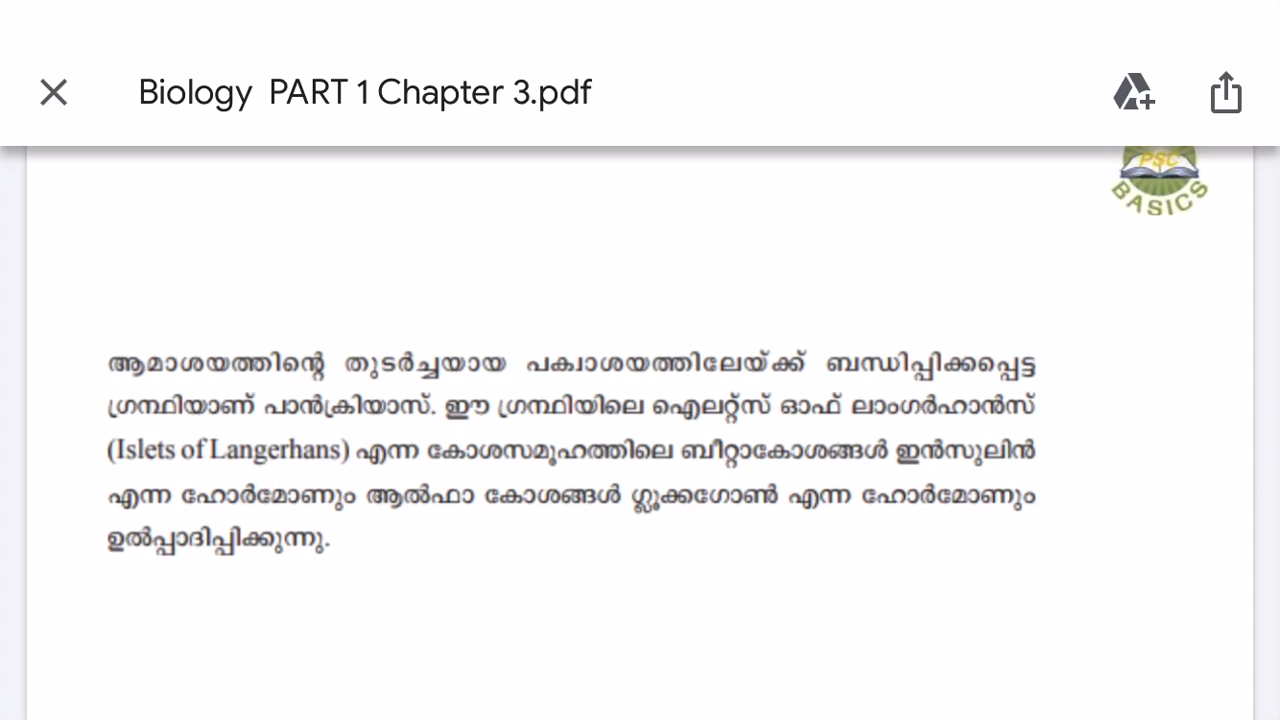 Biology PART 1 Chapter 3.pdf
PSC
BASICS
ആമാശയത്തിന്റെ തുടർച്ചയായ പക്വാശയത്തിലേയ്ക്ക് ബന്ധിപ്പിക്കപ്പെട്ട
ഗ്രന്ഥിയാണ് പാൻക്രിയാസ്. ഈ ഗ്രന്ഥിയിലെ ഐലറ്റ്സ് ഓഫ് ലാംഗർഹാൻസ്
(Islets of Langerhans) എന്ന കോശസമൂഹത്തിലെ ബീറ്റാകോശങ്ങൾ ഇൻസുലിൻ
എന്ന ഹോർമോണും ആൽഫാ കോശങ്ങൾ ഗ്ലൂക്കഗോൺ എന്ന ഹോർമോണും
ഉൽപ്പാദിപ്പിക്കുന്നു.